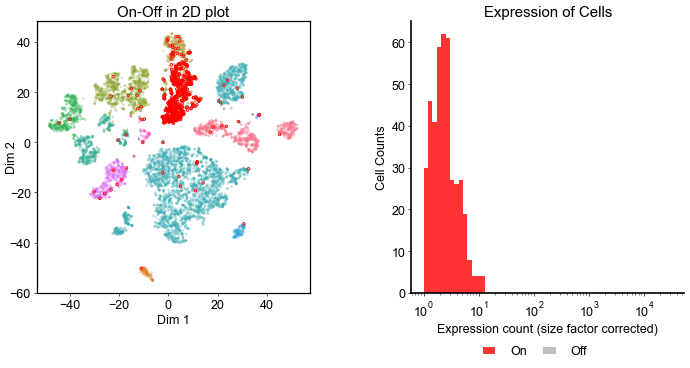 On-Off in 2D plot
Expression of Cells
Dim 2
40
20
0
−20
−40
−60
−40
−20
0
20
40
Dim 1
Cell Counts
60
50
40
30
20
10
0
10^0
10^1
10^2
10^3
10^4
Expression count (size factor corrected)
On
Off